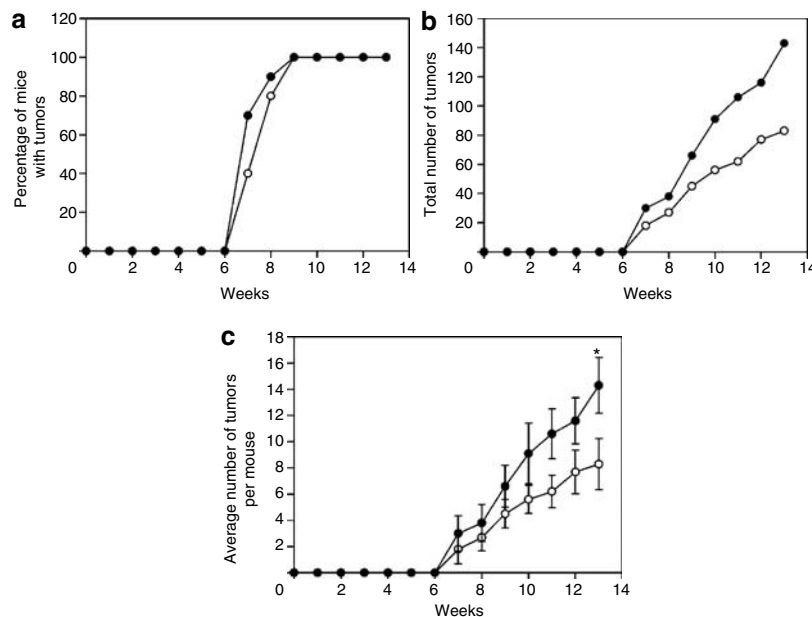 a
120
100
80
60
40
20
0 2 4 6 8 10 12 14
Percentage of mice
with tumors
Weeks
b
160
140
120
100
80
60
40
20
0 2 4 6 8 10 12 14
Total number of tumors
Weeks
c
18
16
14
12
10
8
6
4
2
0 2 4 6 8 10 12 14
Average number of tumors
per mouse
Weeks
*